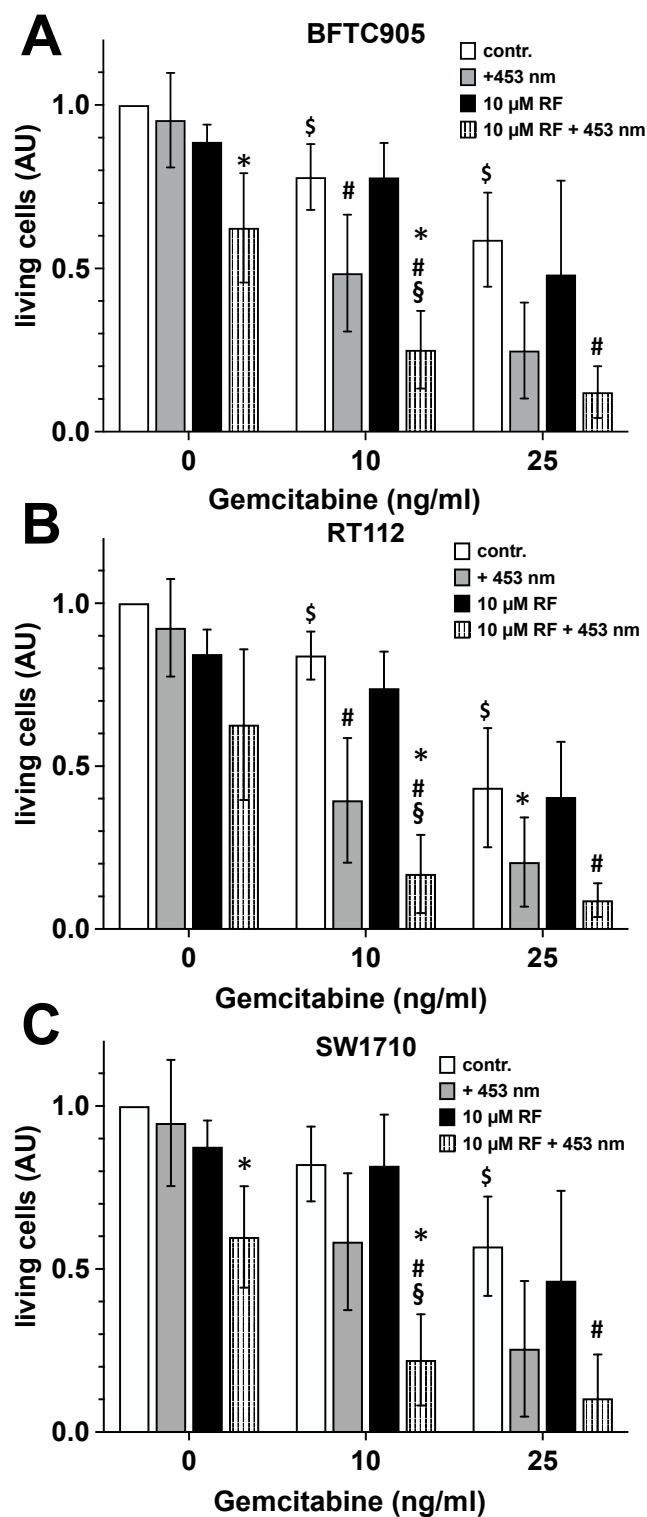 A
BFTC905
contr.
+453 nm
10 µM RF
10 µM RF + 453 nm
living cells (AU)
1.0
0.5
0.0
*
$
#
*
#
§
$
#
0 10 25
Gemcitabine (ng/ml)
B
RT112
contr.
+ 453 nm
10 µM RF
10 µM RF + 453 nm
living cells (AU)
1.0
0.5
0.0
$
#
*
#
§
$
*
#
0 10 25
Gemcitabine (ng/ml)
C
SW1710
contr.
+ 453 nm
10 µM RF
10 µM RF + 453 nm
living cells (AU)
1.0
0.5
0.0
*
*
#
§
$
#
0 10 25
Gemcitabine (ng/ml)